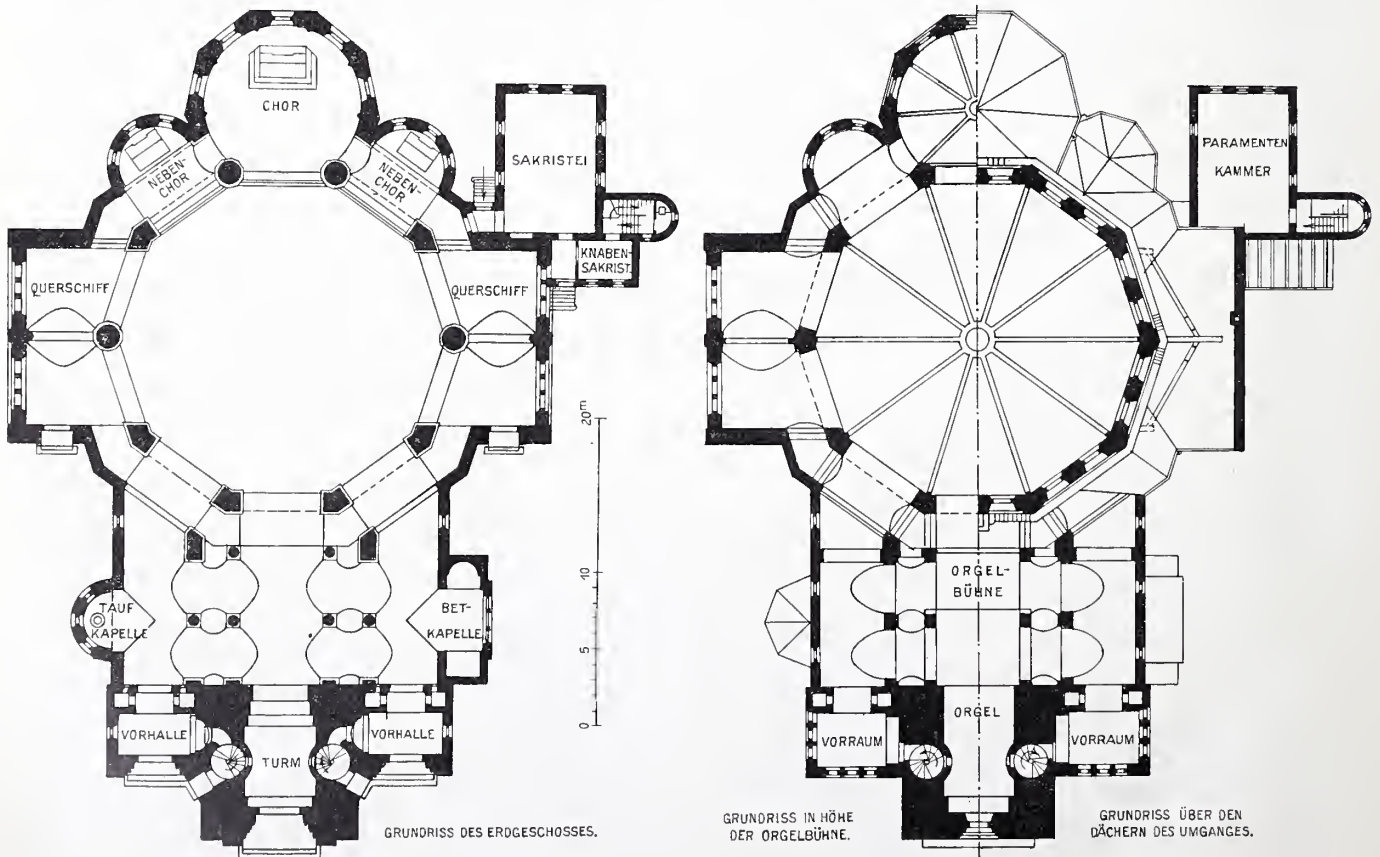 CHOR
NEBEN-
CHOR
NEBEN-
CHOR
SAKRISTEI
KNABEN-
SAKRIST.
QUERSCHIFF
QUERSCHIFF
TAUF
KAPELLE
BET-
KAPELLE
VORHALLE
TURM
VORHALLE
GRUNDRISS DES ERDGESCHOSSES.
20M
10
5
0
PARAMENTEN
KAMMER
ORGEL-
BÜHNE
ORGEL
VORRAUM
VORRAUM
GRUNDRISS IN HÖHE
DER ORGELBÜHNE.
GRUNDRISS ÜBER DEN
DÄCHERN DES UMGANGES.